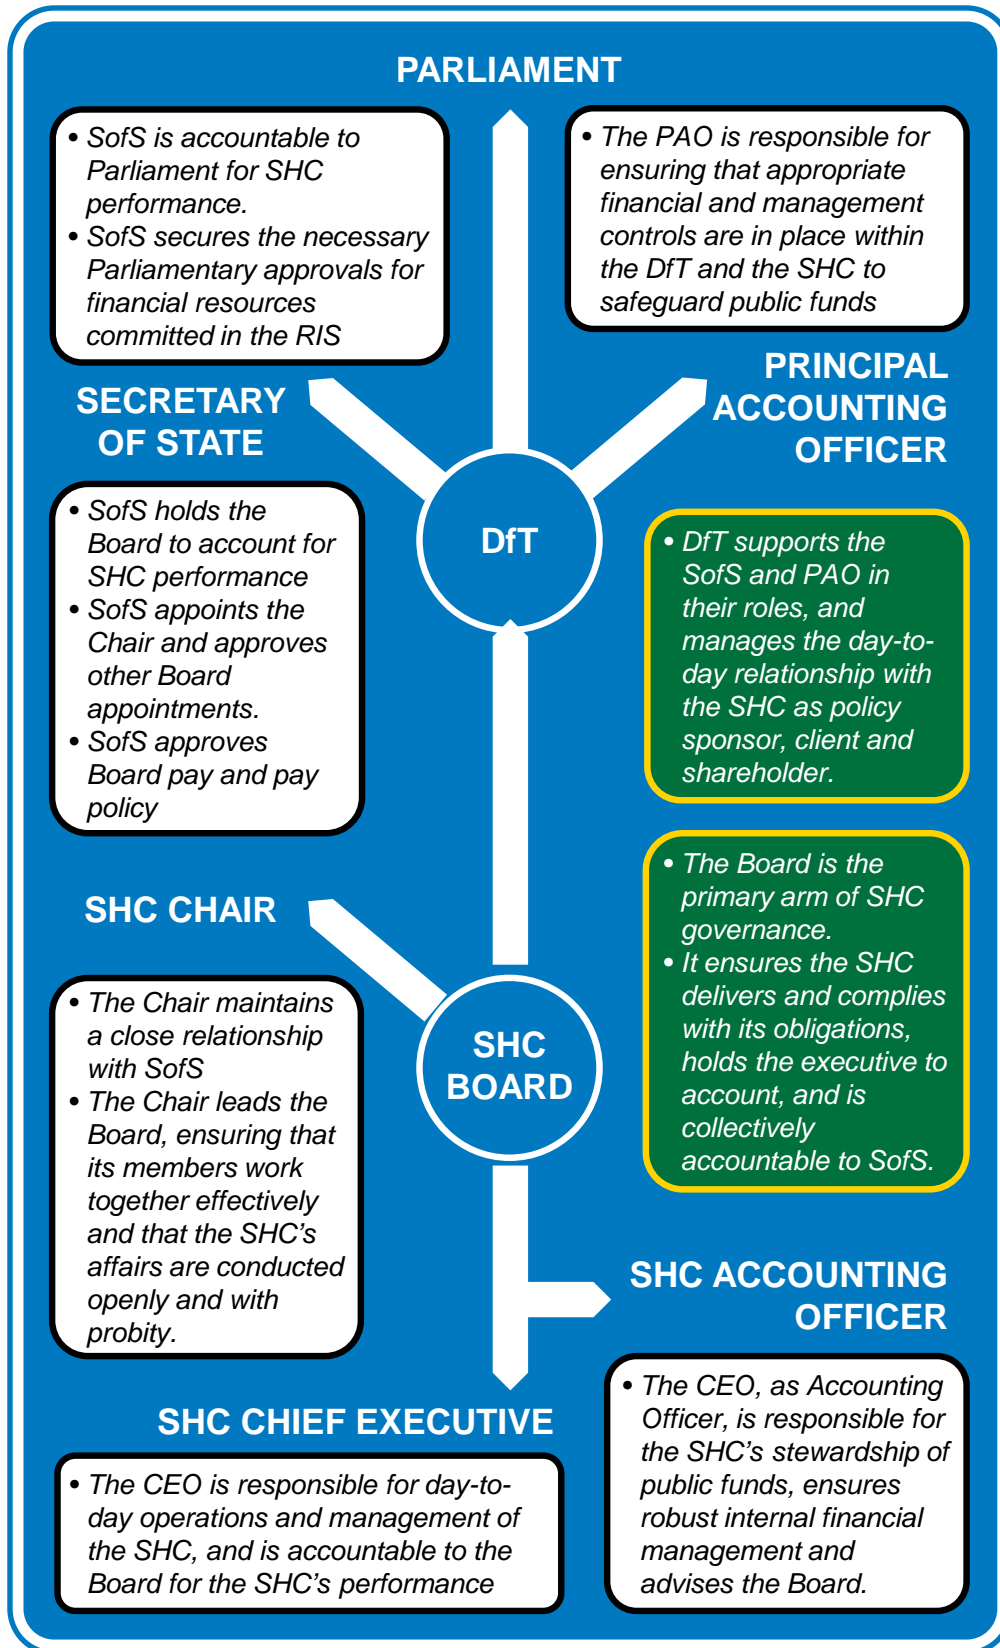 PARLIAMENT
• SofS is accountable to
Parliament for SHC
performance.
• SofS secures the necessary
Parliamentary approvals for
financial resources
committed in the RIS
• The PAO is responsible for
ensuring that appropriate
financial and management
controls are in place within
the DfT and the SHC to
safeguard public funds
SECRETARY
OF STATE
PRINCIPAL
ACCOUNTING
OFFICER
DfT
• SofS holds the
Board to account for
SHC performance
• SofS appoints the
Chair and approves
other Board
appointments.
• SofS approves
Board pay and pay
policy
• DfT supports the
SofS and PAO in
their roles, and
manages the day-to-
day relationship with
the SHC as policy
sponsor, client and
shareholder.
SHC CHAIR
• The Board is the
primary arm of SHC
governance.
• It ensures the SHC
delivers and complies
with its obligations,
holds the executive to
account, and is
collectively
accountable to SofS.
SHC
BOARD
• The Chair maintains
a close relationship
with SofS
• The Chair leads the
Board, ensuring that
its members work
together effectively
and that the SHC’s
affairs are conducted
openly and with
probity.
SHC ACCOUNTING
OFFICER
• The CEO, as Accounting
Officer, is responsible for
the SHC’s stewardship of
public funds, ensures
robust internal financial
management and
advises the Board.
SHC CHIEF EXECUTIVE
• The CEO is responsible for day-to-
day operations and management of
the SHC, and is accountable to the
Board for the SHC’s performance